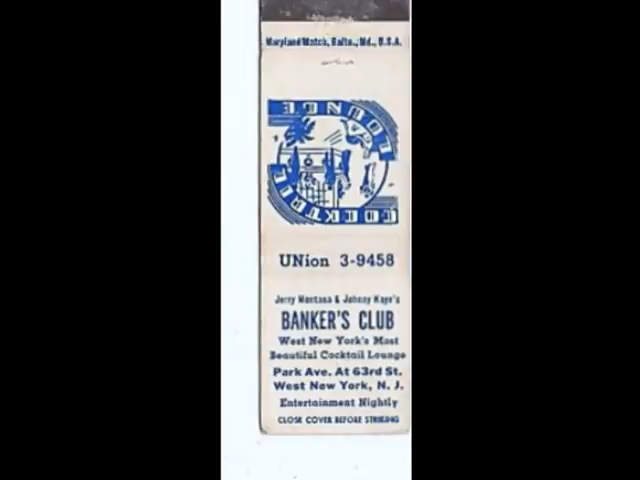 Maryland Match, Balto., Md., U.S.A.
COCKTAIL
LOUNGE
UNion 3-9458
Jerry Montana & Johnny Kaye's
BANKER'S CLUB
West New York's Most
Beautiful Cocktail Lounge
Park Ave. At 63rd St.
West New York, N. J.
Entertainment Nightly
CLOSE COVER BEFORE STRIKING